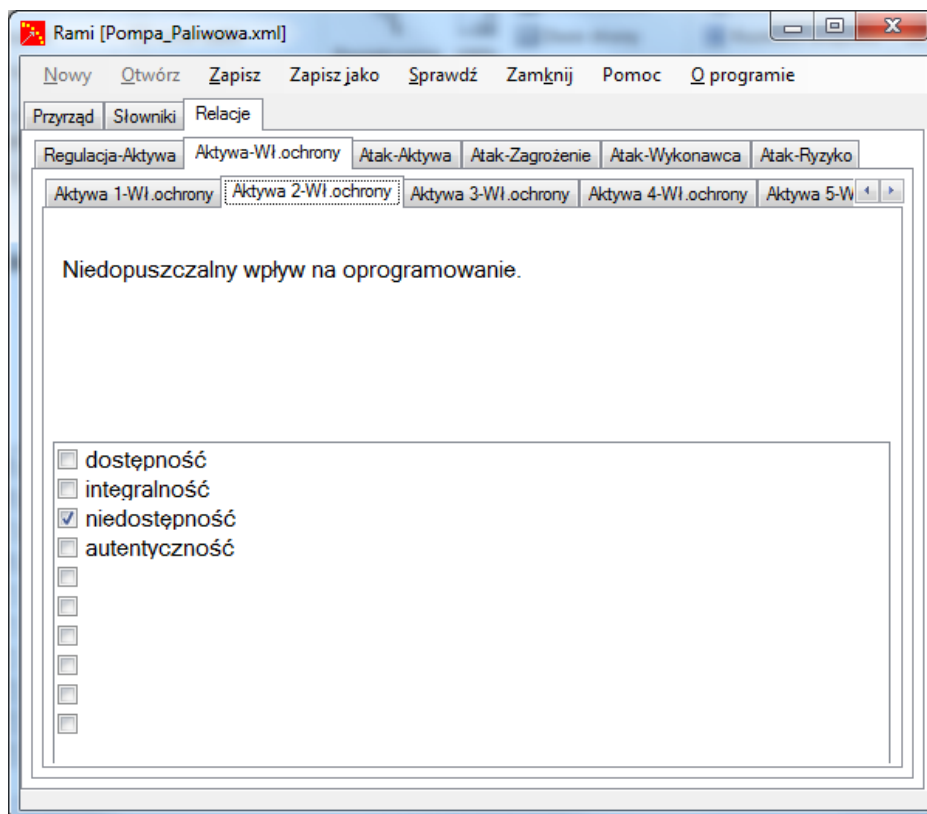 Rami [Pompa_Paliwowa.xml]
Nowy Otwórz Zapisz Zapisz jako Sprawdź Zamknij Pomoc O programie
Przyrząd Słowniki Relacje
Regulacja-Aktywa Aktywa-Wł.ochrony Atak-Aktywa Atak-Zagrożenie Atak-Wykonawca Atak-Ryzyko
Aktywa 1-Wł.ochrony Aktywa 2-Wł.ochrony Aktywa 3-Wł.ochrony Aktywa 4-Wł.ochrony Aktywa 5-W
Niedopuszczalny wpływ na oprogramowanie.
dostępność
integralność
niedostępność
autentyczność